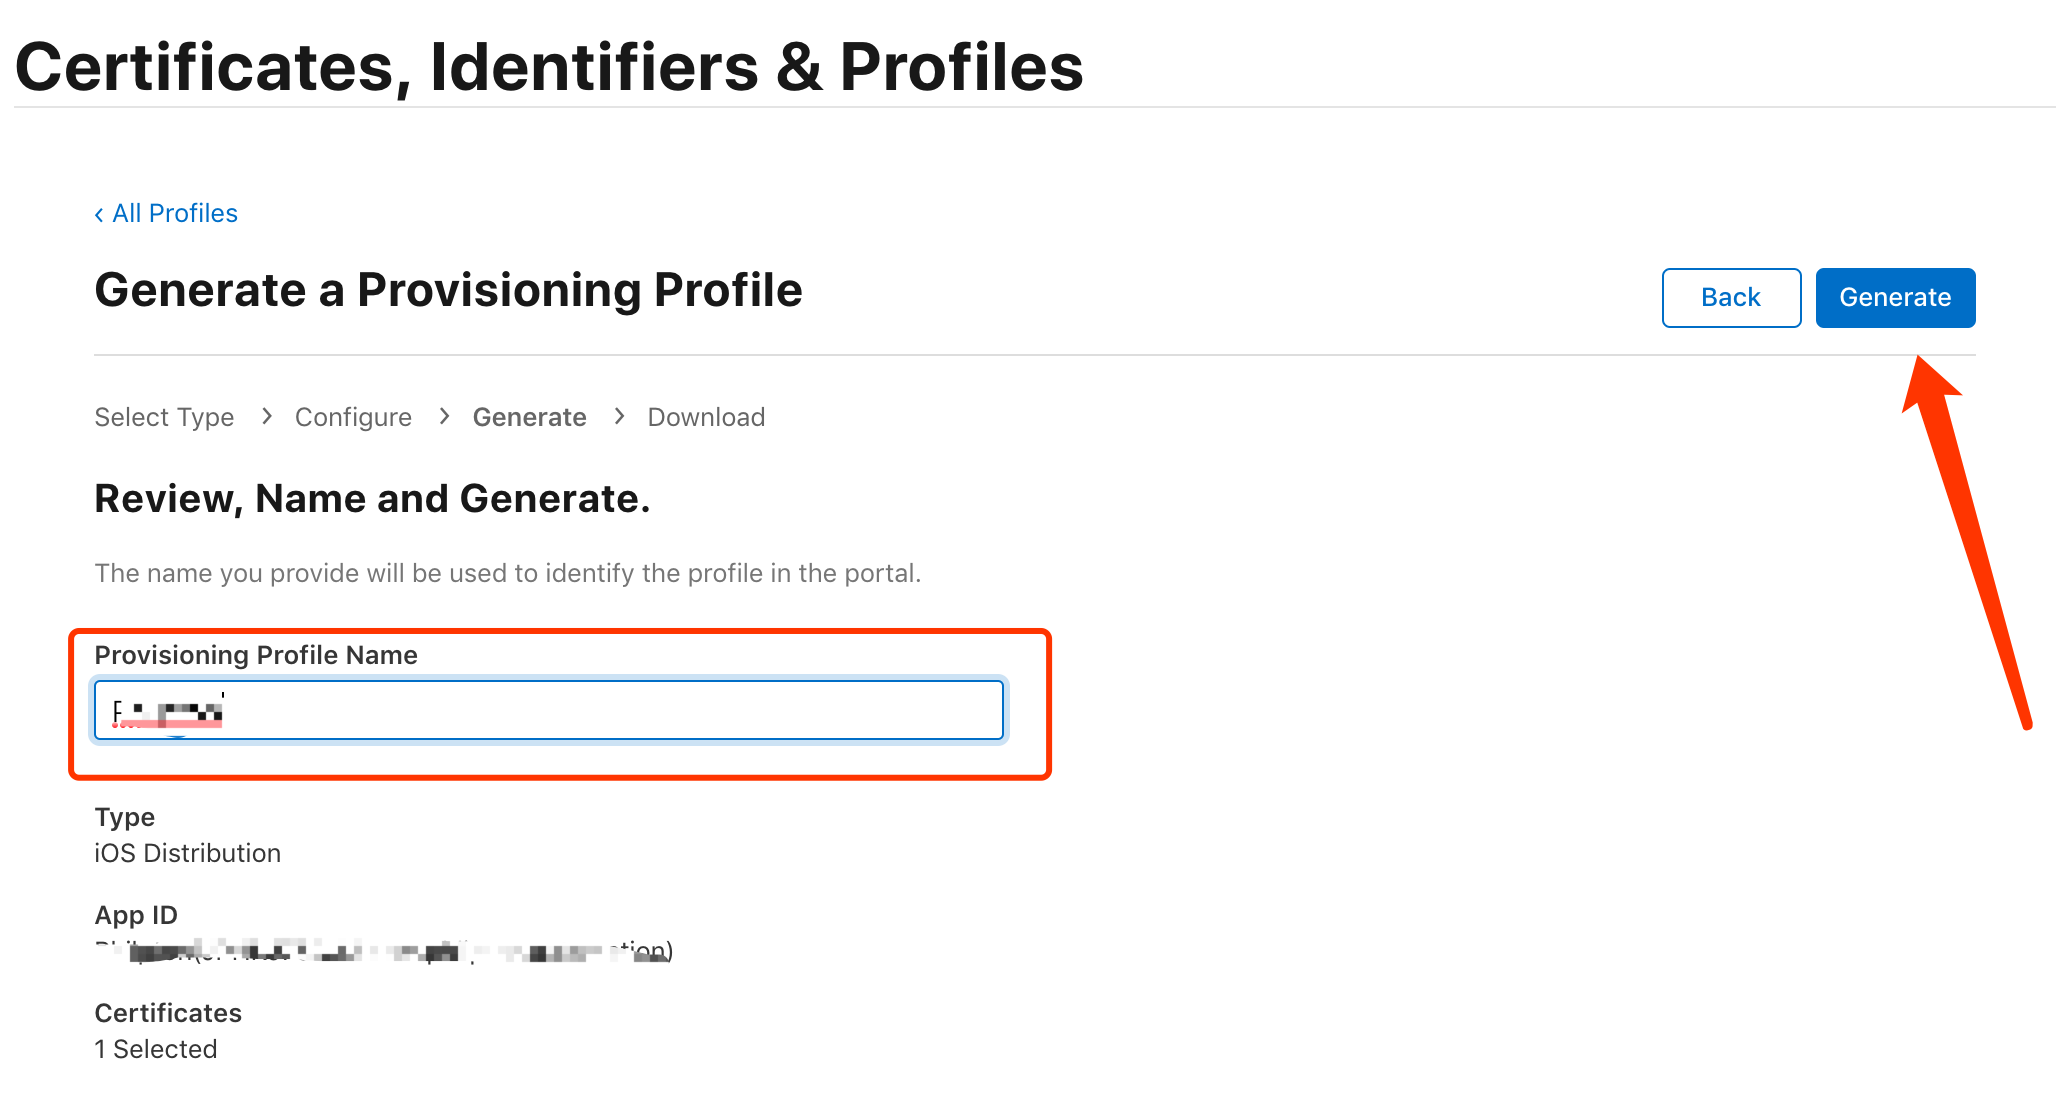 Certificates, Identifiers & Profiles
‹ All Profiles
Generate a Provisioning Profile
Back
Generate
Select Type > Configure > Generate > Download
Review, Name and Generate.
The name you provide will be used to identify the profile in the portal.
Provisioning Profile Name
Type
iOS Distribution
App ID
Certificates
1 Selected